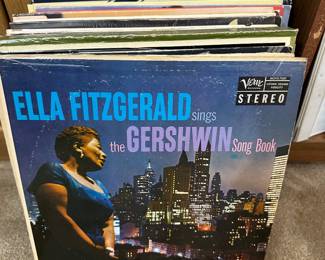 Verve
STEREO
ELLA FITZGERALD sings
the GERSHWIN Song Book